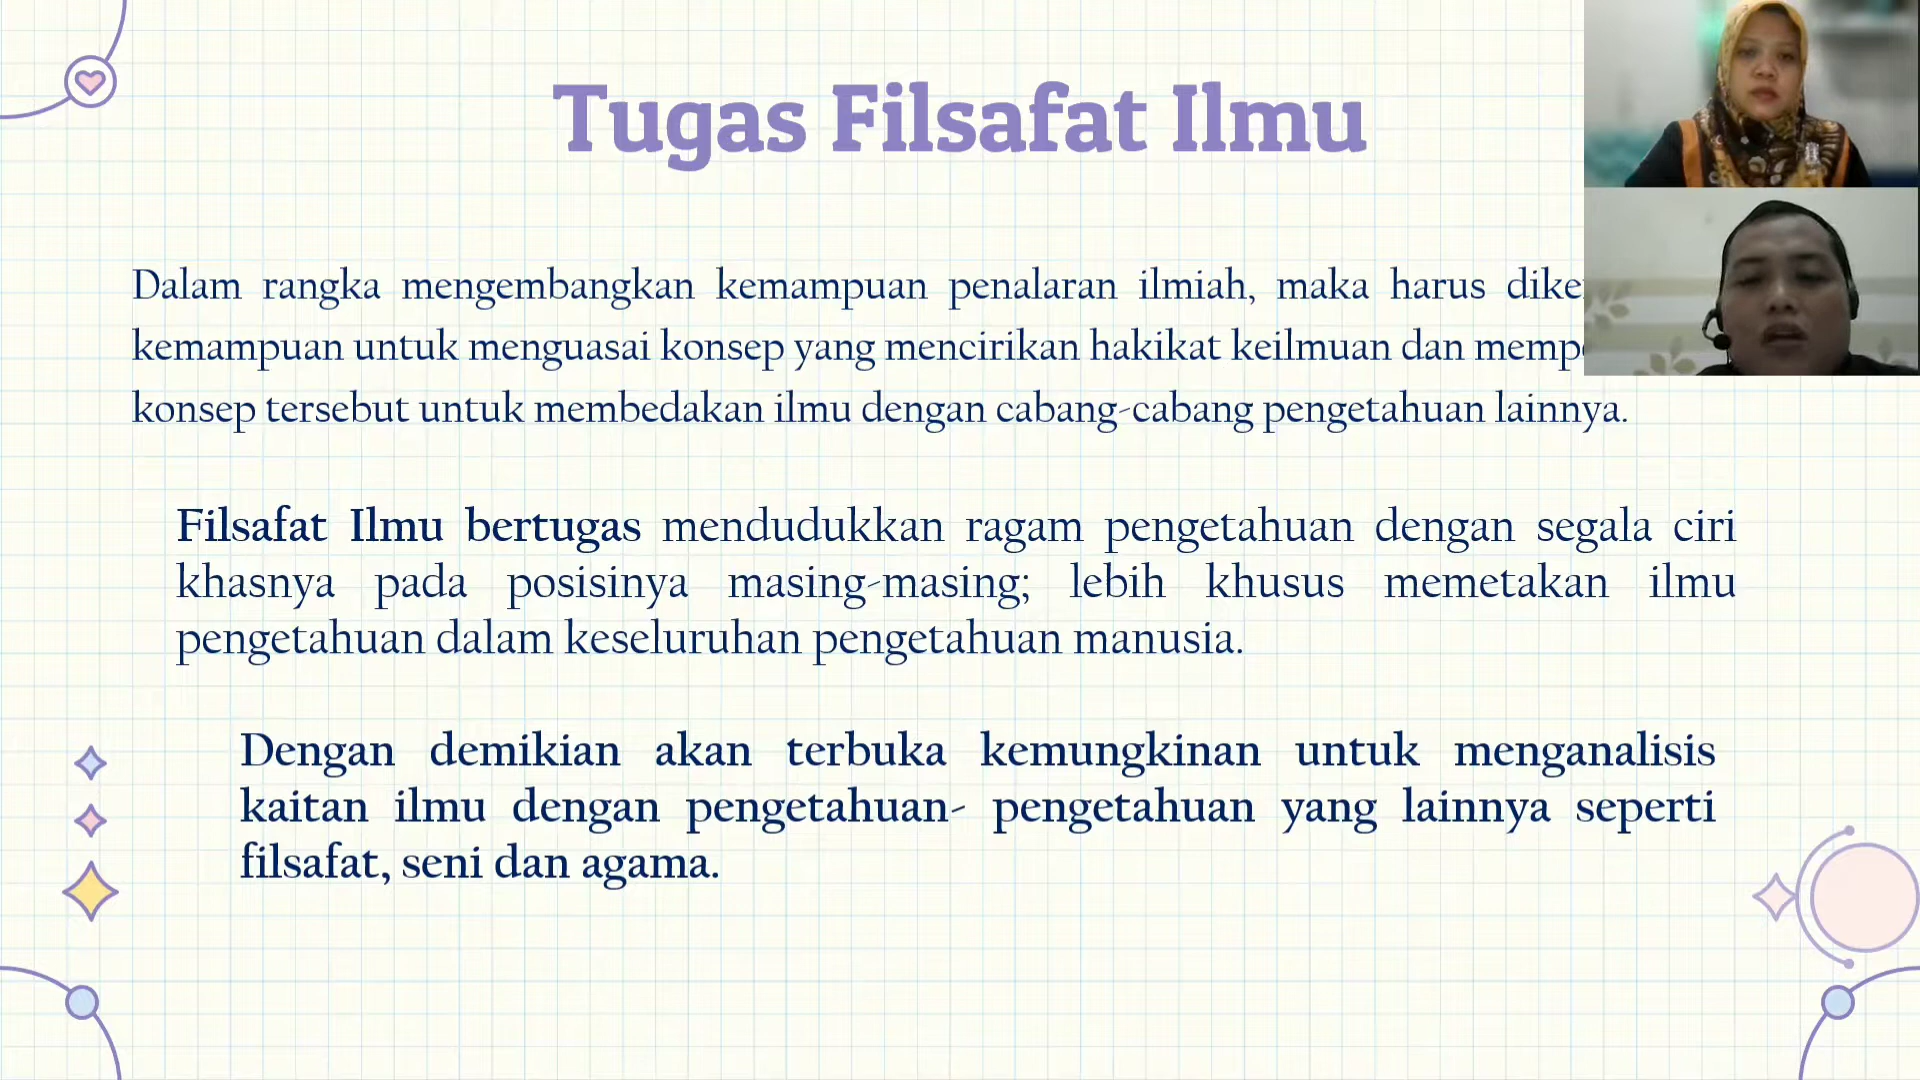 Tugas Filsafat Ilmu
Dalam rangka mengembangkan kemampuan penalaran ilmiah, maka harus
kemampuan untuk menguasai konsep yang mencirikan hakikat keilmuan dan
konsep tersebut untuk membedakan ilmu dengan cabang-cabang pengetahuan lainnya.
Filsafat Ilmu bertugas mendudukkan ragam pengetahuan dengan segala ciri
khasnya pada posisinya masing-masing; lebih khusus memetakan ilmu
pengetahuan dalam keseluruhan pengetahuan manusia.
Dengan demikian akan terbuka kemungkinan untuk menganalisis
kaitan ilmu dengan pengetahuan- pengetahuan yang lainnya seperti
filsafat, seni dan agama.